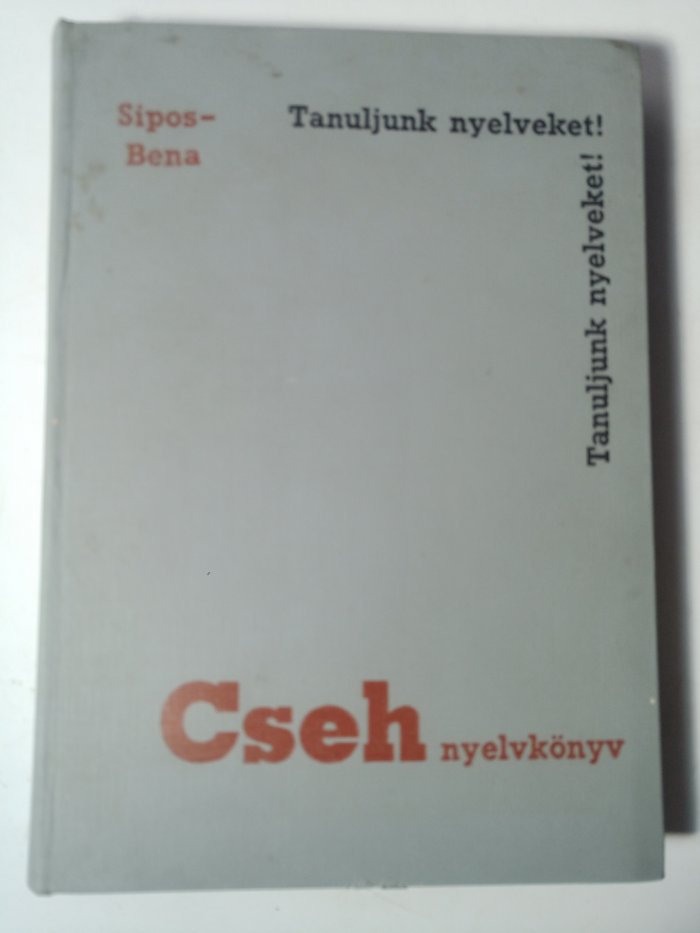 Sipos-
Bena
Tanuljunk nyelveket!
Tanuljunk nyelveket!
Cseh nyelvkönyv